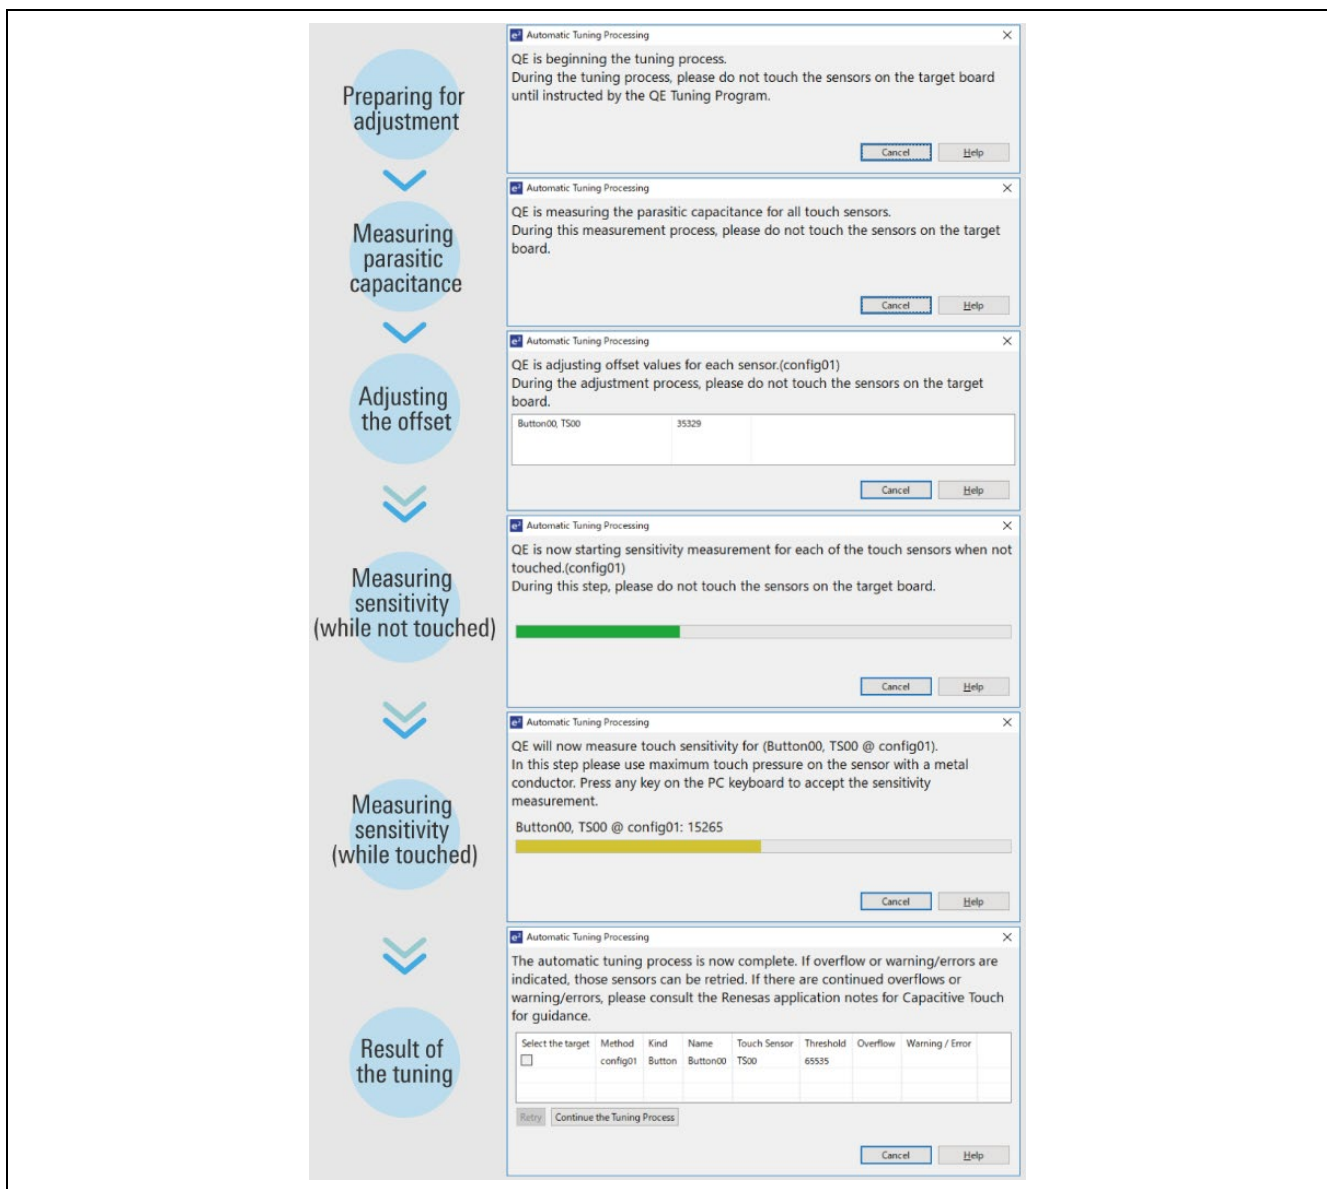 Preparing for
adjustment
e² Automatic Tuning Processing
QE is beginning the tuning process.
During the tuning process, please do not touch the sensors on the target board
until instructed by the QE Tuning Program.
Cancel Help
Measuring
parasitic
capacitance
e² Automatic Tuning Processing
QE is measuring the parasitic capacitance for all touch sensors.
During this measurement process, please do not touch the sensors on the target
board.
Cancel Help
Adjusting
the offset
e² Automatic Tuning Processing
QE is adjusting offset values for each sensor.(config01)
During the adjustment process, please do not touch the sensors on the target
board.
Button00, TS00 35329
Cancel Help
Measuring
sensitivity
(while not touched)
e² Automatic Tuning Processing
QE is now starting sensitivity measurement for each of the touch sensors when not
touched.(config01)
During this step, please do not touch the sensors on the target board.
Cancel Help
Measuring
sensitivity
(while touched)
e² Automatic Tuning Processing
QE will now measure touch sensitivity for (Button00, TS00 @ config01).
In this step please use maximum touch pressure on the sensor with a metal
conductor. Press any key on the PC keyboard to accept the sensitivity
measurement.
Button00, TS00 @ config01: 15265
Cancel Help
Result of
the tuning
e² Automatic Tuning Processing
The automatic tuning process is now complete. If overflow or warning/errors are
indicated, those sensors can be retried. If there are continued overflows or
warning/errors, please consult the Renesas application notes for Capacitive Touch
for guidance.
Select the target Method Kind Name Touch Sensor Threshold Overflow Warning / Error
config01 Button Button00 TS00 65535
Retry Continue the Tuning Process
Cancel Help